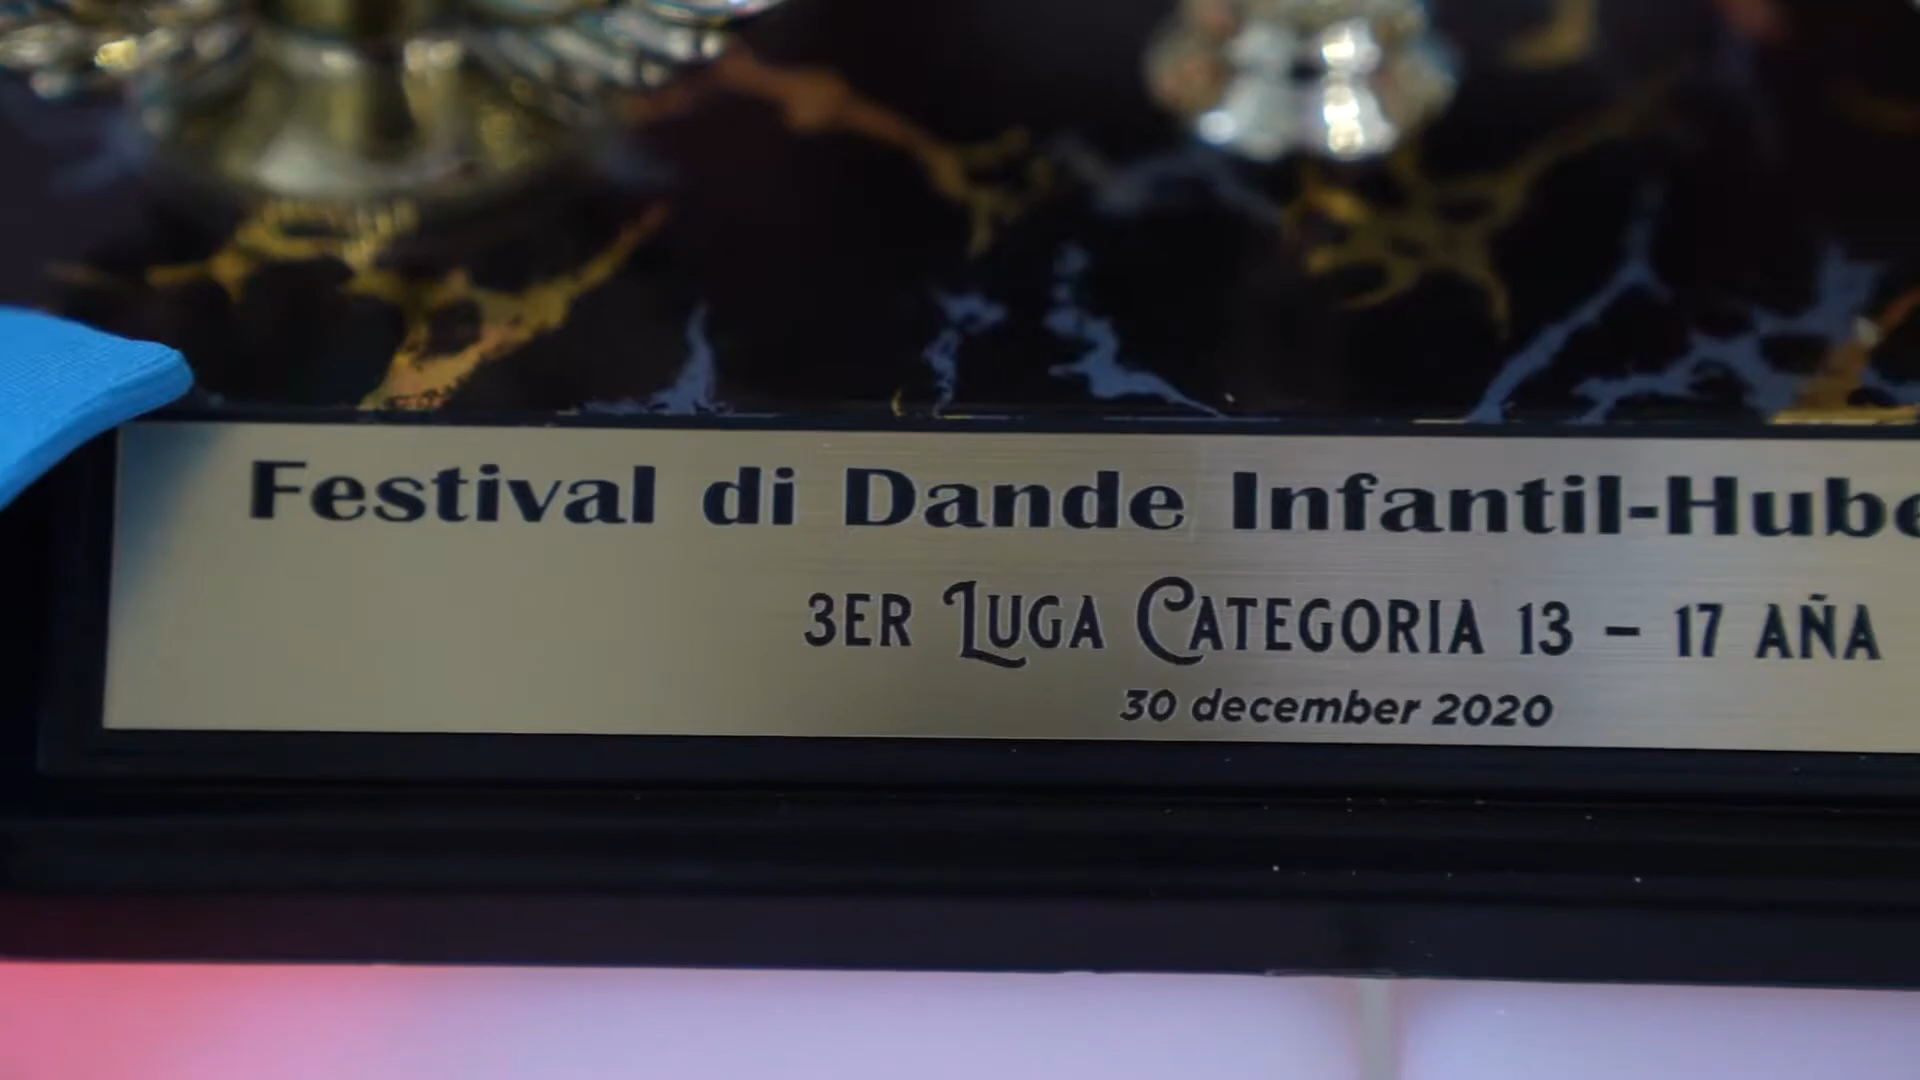 Festival di Dande Infantil-Hube
3ER LUGA CATEGORIA 13 – 17 AÑA
30 december 2020